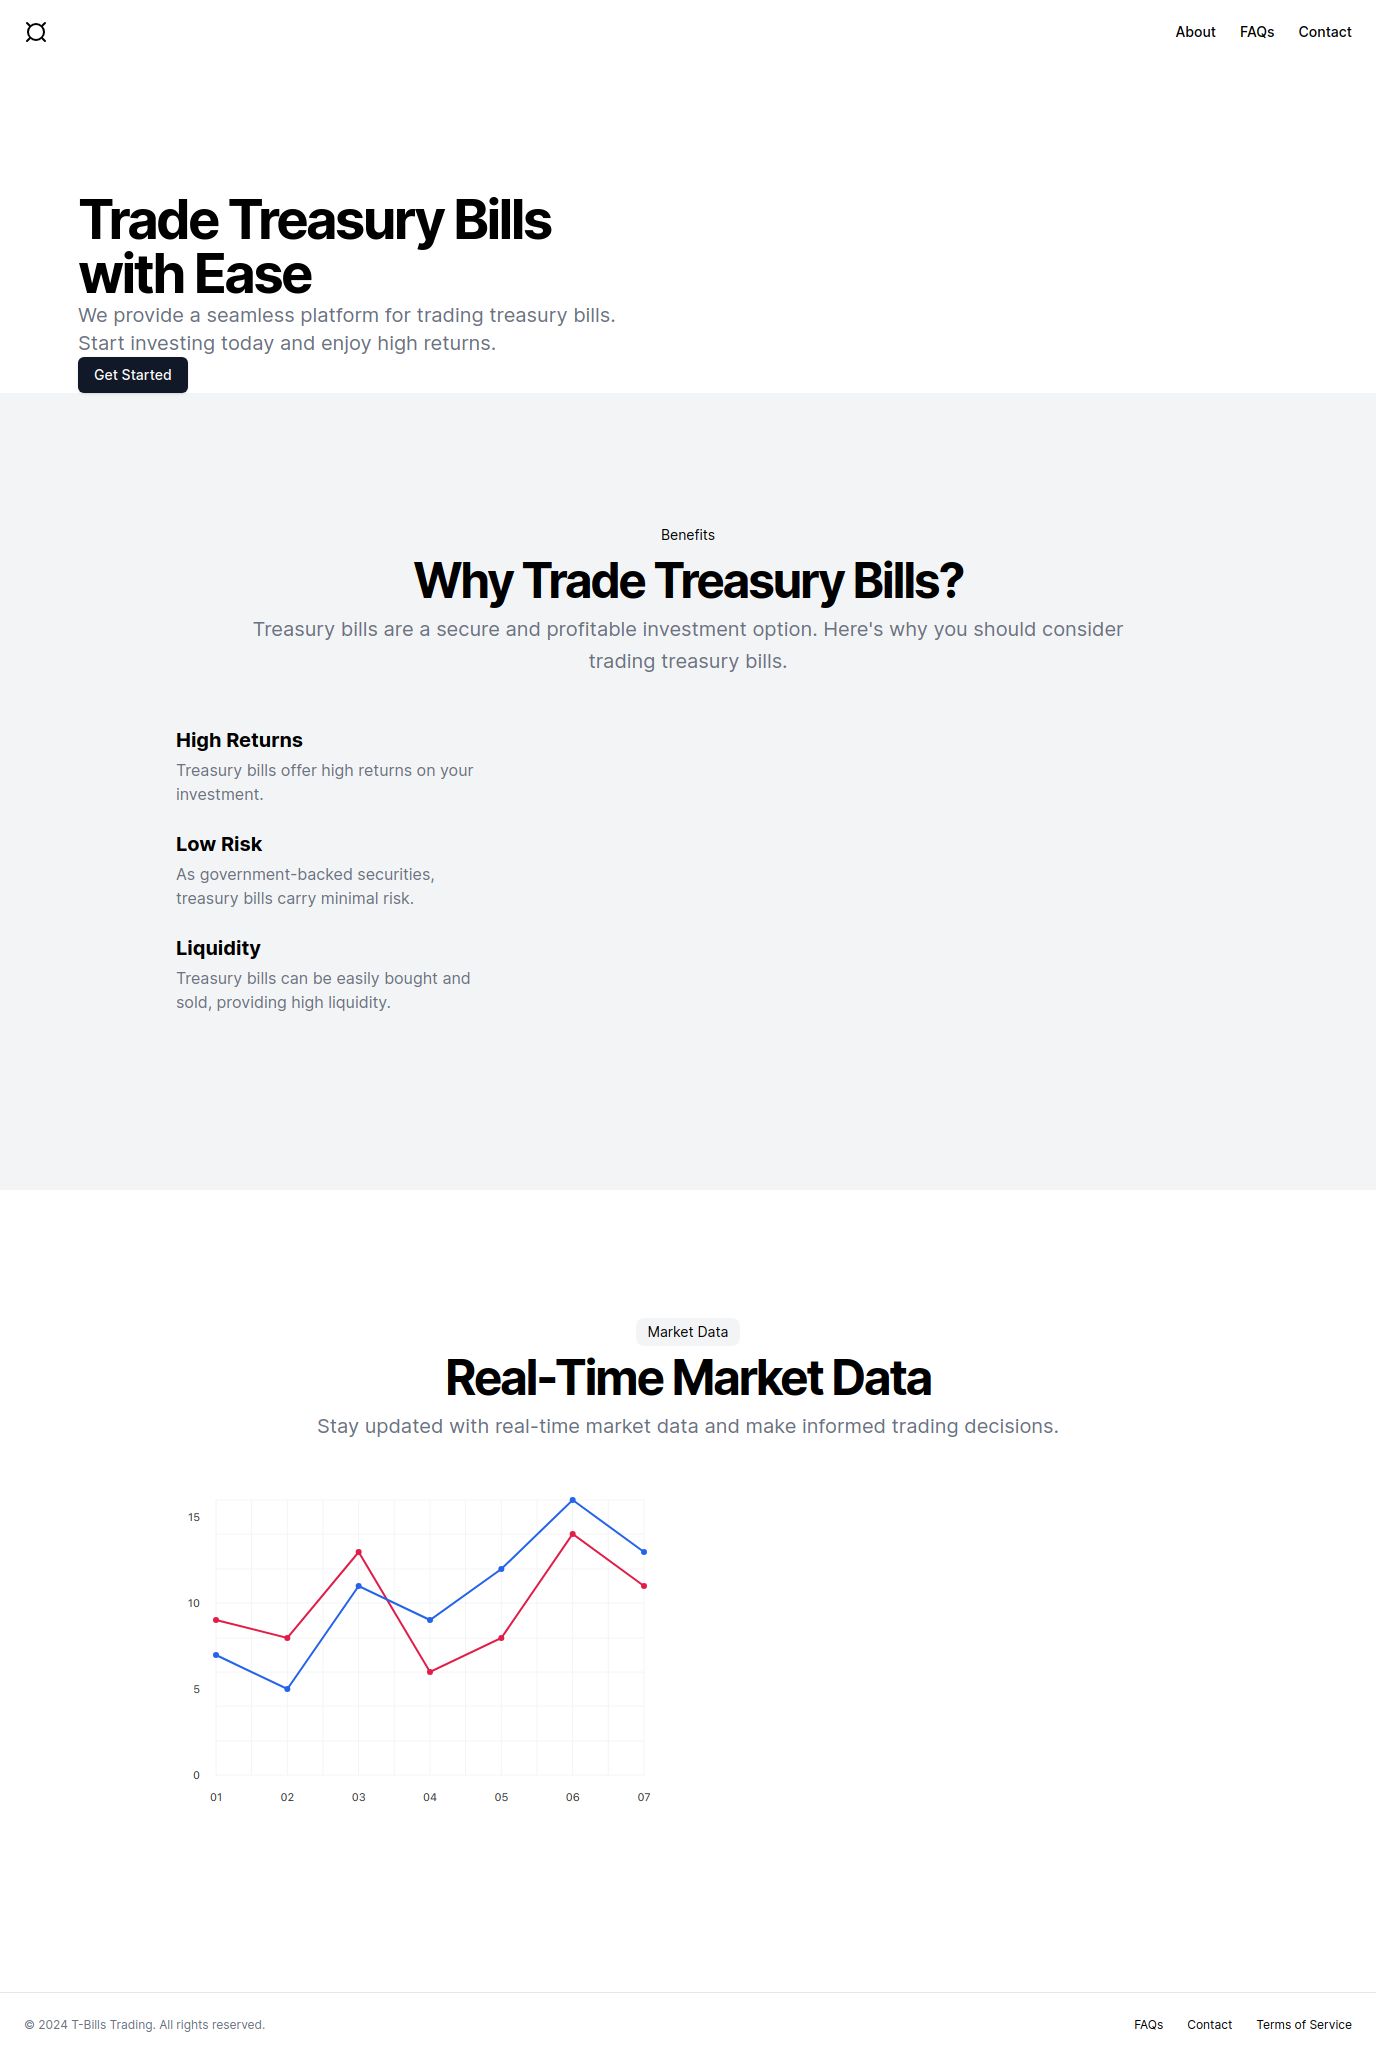 About FAQs Contact
Trade Treasury Bills
with Ease
We provide a seamless platform for trading treasury bills.
Start investing today and enjoy high returns.
Get Started
Benefits
Why Trade Treasury Bills?
Treasury bills are a secure and profitable investment option. Here's why you should consider
trading treasury bills.
High Returns
Treasury bills offer high returns on your
investment.
Low Risk
As government-backed securities,
treasury bills carry minimal risk.
Liquidity
Treasury bills can be easily bought and
sold, providing high liquidity.
Market Data
Real-Time Market Data
Stay updated with real-time market data and make informed trading decisions.
15
10
5
0
01 02 03 04 05 06 07
© 2024 T-Bills Trading. All rights reserved. FAQs Contact Terms of Service